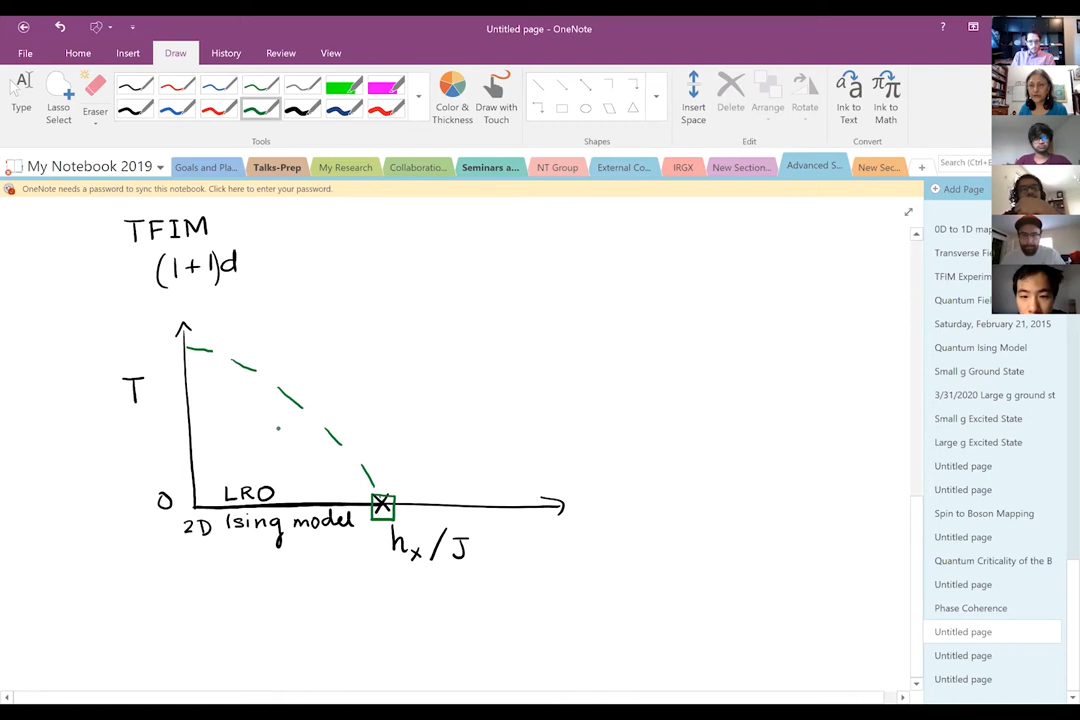 Untitled page - OneNote
?
File Home Insert Draw History Review View
Type Lasso Select Eraser Color & Thickness Draw with Touch Insert Space Delete Arrange Rotate Ink to Text Ink to Math
Tools Shapes Edit Convert
My Notebook 2019 Goals and Pla... Talks-Prep My Research Collaboratio... Seminars a... NT Group External Co... IRGX New Section... Advanced S... New Sec... + Search (Ctrl+E
OneNote needs a password to sync this notebook. Click here to enter your password.
Add Page
TFIM
(1+1)d
T
0
LRO
2D Ising model
hx/J
0D to 1D map
Transverse Fi
TFIM Experim
Quantum Fiel
Saturday, February 21, 2015
Quantum Ising Model
Small g Ground State
3/31/2020 Large g ground st
Small g Excited State
Large g Excited State
Untitled page
Untitled page
Spin to Boson Mapping
Untitled page
Quantum Criticality of the B
Untitled page
Phase Coherence
Untitled page
Untitled page
Untitled page